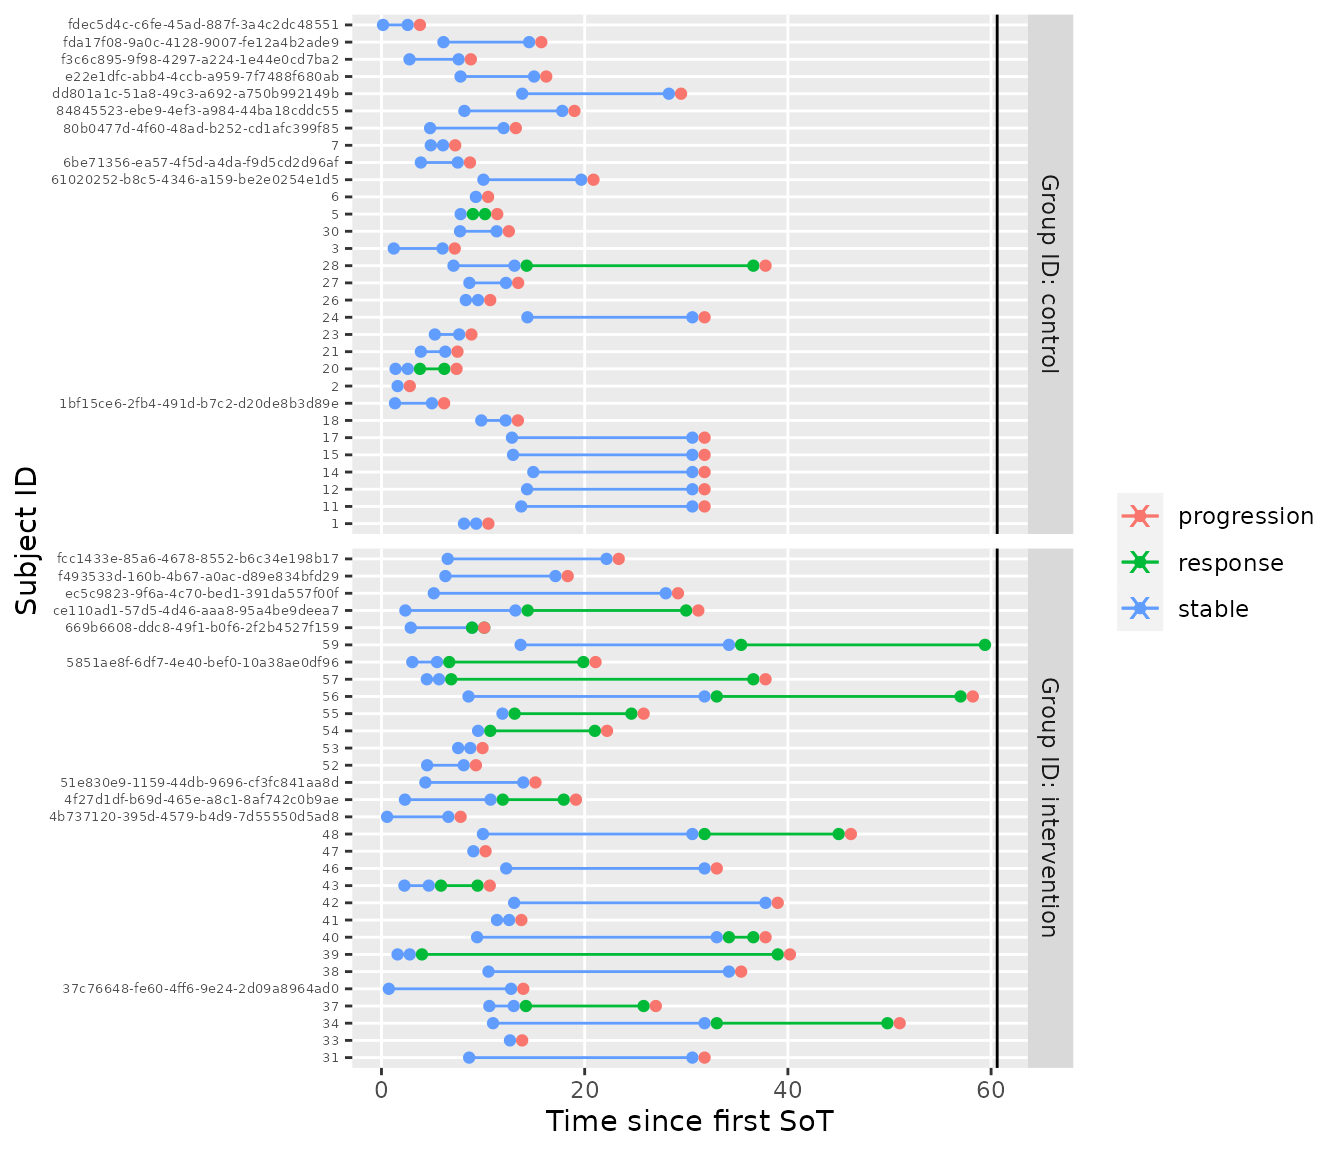 fdec5d4c-c6fe-45ad-887f-3a4c2dc48551
fda17f08-9a0c-4128-9007-fe12a4b2ade9
f3c6c895-9f98-4297-a224-1e44e0cd7ba2
e22e1dfc-abb4-4ccb-a959-7f7488f680ab
dd801a1c-51a8-49c3-a692-a750b992149b
84845523-ebe9-4ef3-a984-44ba18cddc55
80b0477d-4f60-48ad-b252-cd1afc399f85
7
6be71356-ea57-4f5d-a4da-f9d5cd2d96af
61020252-b8c5-4346-a159-be2e0254e1d5
6
5
30
3
28
27
26
24
23
21
20
2
1bf15ce6-2fb4-491d-b7c2-d20de8b3d89e
18
17
15
14
12
11
1
Group ID: control
fcc1433e-85a6-4678-8552-b6c34e198b17
f493533d-160b-4b67-a0ac-d89e834bfd29
ec5c9823-9f6a-4c70-bed1-391da557f00f
ce110ad1-57d5-4d46-aaa8-95a4be9deea7
669b6608-ddc8-49f1-b0f6-2f2b4527f159
59
5851ae8f-6df7-4e40-bef0-10a38ae0df96
57
56
55
54
53
52
51e830e9-1159-44db-9696-cf3fc841aa8d
4f27d1df-b69d-465e-a8c1-8af742c0b9ae
4b737120-395d-4579-b4d9-7d55550d5ad8
48
47
46
43
42
41
40
39
38
37c76648-fe60-4ff6-9e24-2d09a8964ad0
37
34
33
31
Group ID: intervention
0 20 40 60
Time since first SoT
Subject ID
progression
response
stable